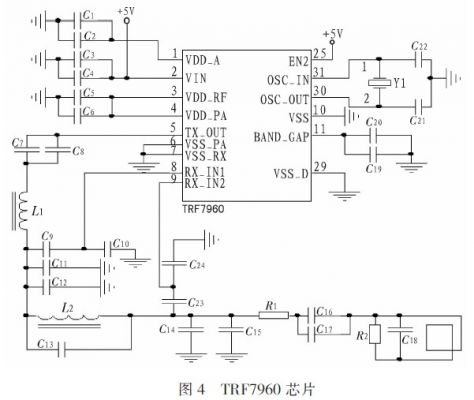 C1
+5V
C2
C3
C4
C5
C6
1 VDD_A
2 VIN
3 VDD_RF
4 VDD_PA
5 TX_OUT
6 VSS_PA
7 VSS_RX
8 RX_IN1
9 RX_IN2
EN2 25
OSC_IN 31
OSC_OUT 30
VSS 10
BAND_GAP 11
VSS_D 29
TRF7960
+5V
C22
1
Y1
2
C21
C20
C19
C7
C8
L1
C9
C10
C11
C12
C24
C23
L2
C13
C14
C15
R1
C16
C17
R2
C18
图 4 TRF7960 芯片